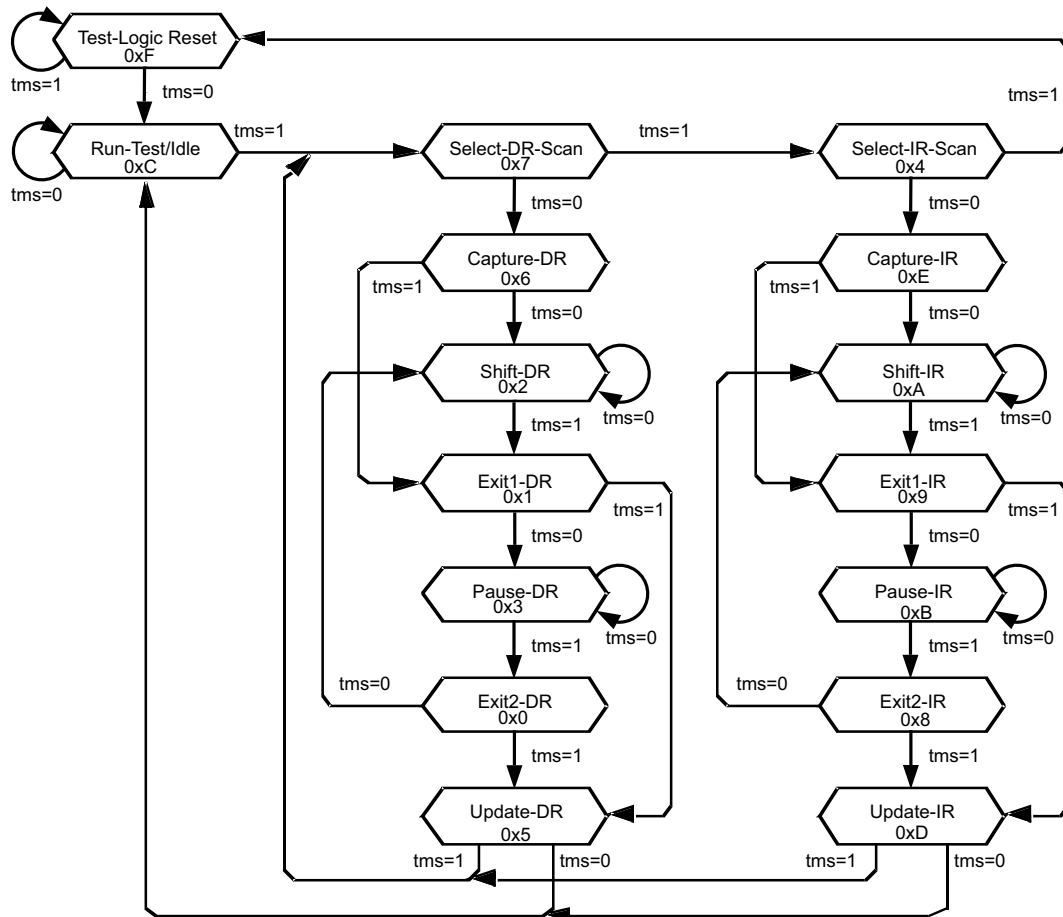 Test-Logic Reset
0xF
tms=1
tms=0
tms=1
Run-Test/Idle
0xC
tms=0
tms=1
Select-DR-Scan
0x7
tms=1
Select-IR-Scan
0x4
tms=0
tms=0
Capture-DR
0x6
tms=1
tms=0
Capture-IR
0xE
tms=1
tms=0
Shift-DR
0x2
tms=0
tms=1
Shift-IR
0xA
tms=0
tms=1
Exit1-DR
0x1
tms=1
tms=0
Exit1-IR
0x9
tms=1
tms=0
Pause-DR
0x3
tms=0
tms=1
Pause-IR
0xB
tms=0
tms=1
Exit2-DR
0x0
tms=0
tms=1
Exit2-IR
0x8
tms=0
tms=1
Update-DR
0x5
tms=1
tms=0
Update-IR
0xD
tms=1
tms=0